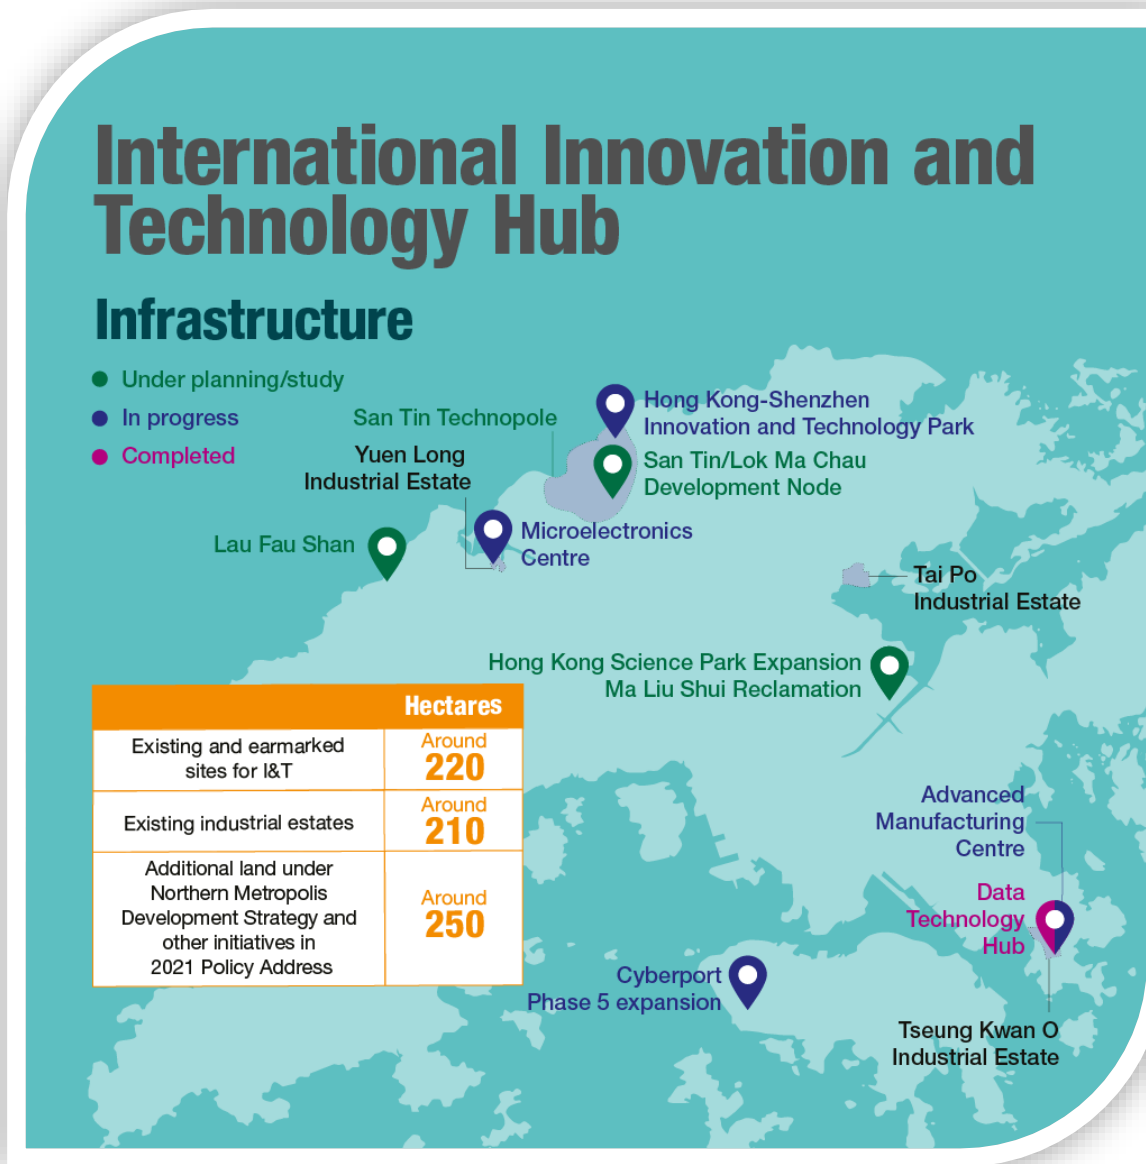 International Innovation and
Technology Hub
Infrastructure
Under planning/study
In progress
Completed
San Tin Technopole
Yuen Long
Industrial Estate
Hong Kong-Shenzhen
Innovation and Technology Park
San Tin/Lok Ma Chau
Development Node
Lau Fau Shan
Microelectronics
Centre
Tai Po
Industrial Estate
Hong Kong Science Park Expansion
Ma Liu Shui Reclamation
Hectares
Existing and earmarked
sites for I&T
Around
220
Existing industrial estates
Around
210
Additional land under
Northern Metropolis
Development Strategy and
other initiatives in
2021 Policy Address
Around
250
Advanced
Manufacturing
Centre
Data
Technology
Hub
Cyberport
Phase 5 expansion
Tseung Kwan O
Industrial Estate